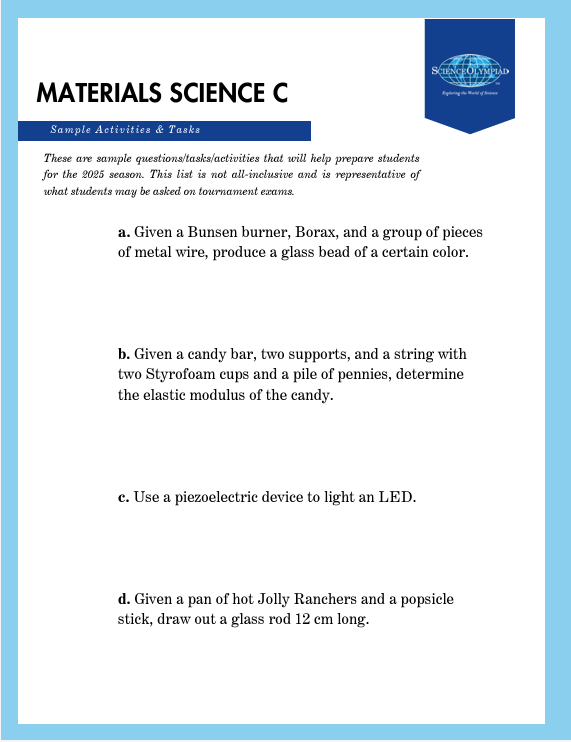 SCIENCEOLYMPIAD
Exploring the World of Science
MATERIALS SCIENCE C
Sample Activities & Tasks
These are sample questions/tasks/activities that will help prepare students
for the 2025 season. This list is not all-inclusive and is representative of
what students may be asked on tournament exams.
a. Given a Bunsen burner, Borax, and a group of pieces
of metal wire, produce a glass bead of a certain color.
b. Given a candy bar, two supports, and a string with
two Styrofoam cups and a pile of pennies, determine
the elastic modulus of the candy.
c. Use a piezoelectric device to light an LED.
d. Given a pan of hot Jolly Ranchers and a popsicle
stick, draw out a glass rod 12 cm long.